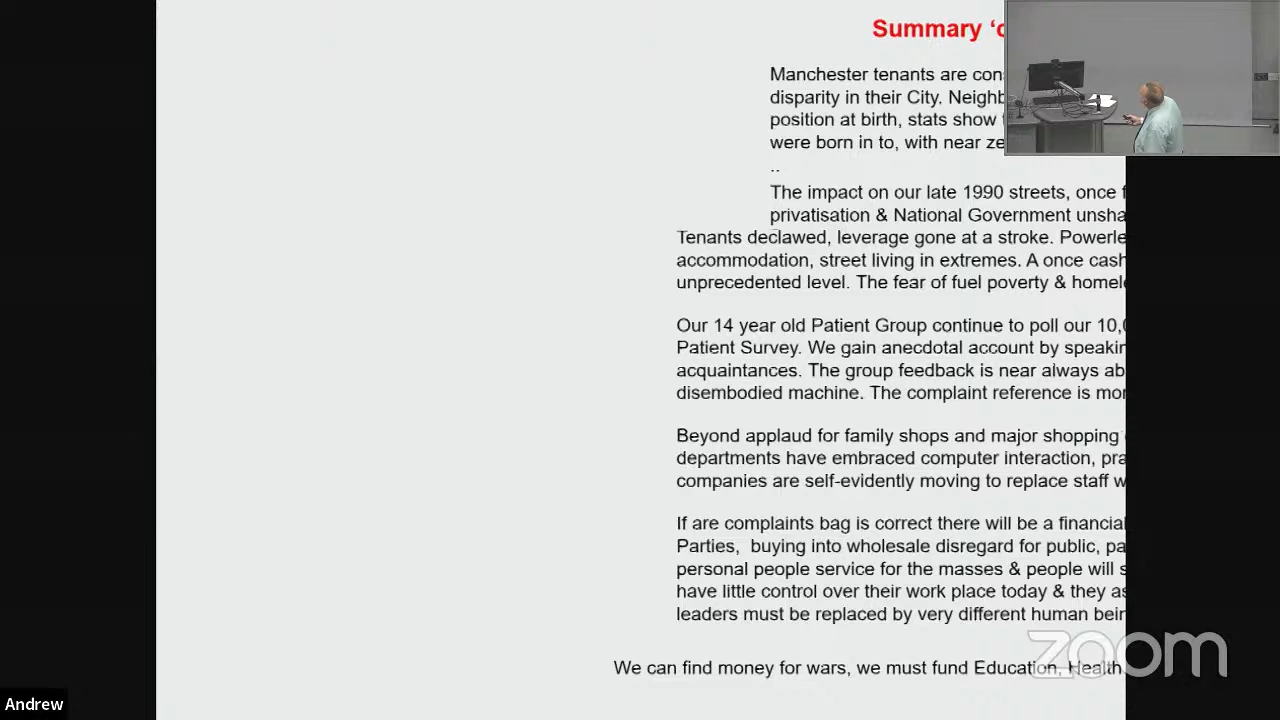 Summary ‘
Manchester tenants are
disparity in their City, Neighb
position at birth, stats show
were born in to, with near
..
The impact on our late 1990 streets, once
privatisation & National Government unsha
Tenants declawed, leverage gone at a stroke. Powerle
accommodation, street living in extremes. A once cash
unprecedented level. The fear of fuel poverty & homel
Our 14 year old Patient Group continue to poll our 10,
Patient Survey. We gain anecdotal account by speakin
acquaintances. The group feedback is near always ab
disembodied machine. The complaint reference is mor
Beyond applaud for family shops and major shopping
departments have embraced computer interaction, pra
companies are self-evidently moving to replace staff w
If are complaints bag is correct there will be a financial
Parties, buying into wholesale disregard for public, pa
personal people service for the masses & people will s
have little control over their work place today & they as
leaders must be replaced by very different human bein
We can find money for wars, we must fund Education, Health
zoom
Andrew